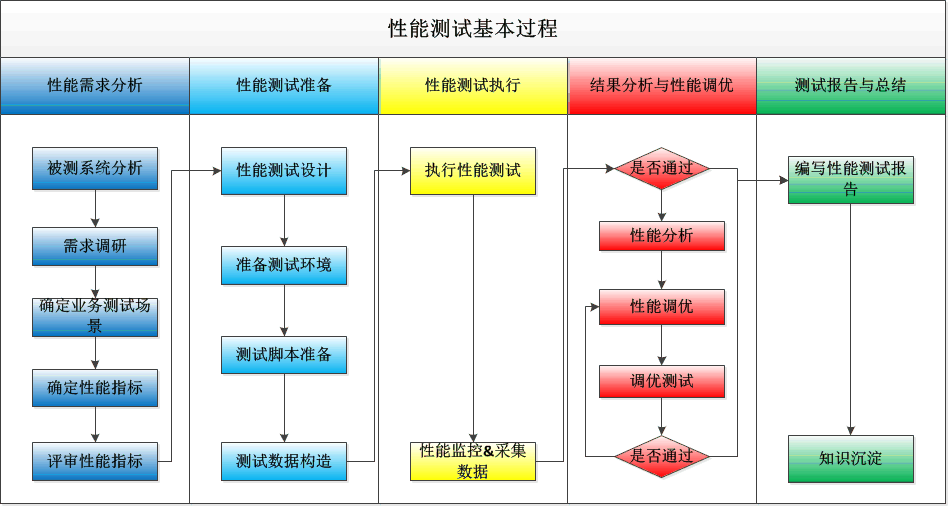 性能测试基本过程
性能需求分析
性能测试准备
性能测试执行
结果分析与性能调优
测试报告与总结
被测系统分析
需求调研
确定业务测试场
景
确定性能指标
评审性能指标
性能测试设计
准备测试环境
测试脚本准备
测试数据构造
执行性能测试
性能监控&采集
数据
是否通过
性能分析
性能调优
调优测试
是否通过
编写性能测试报
告
知识沉淀